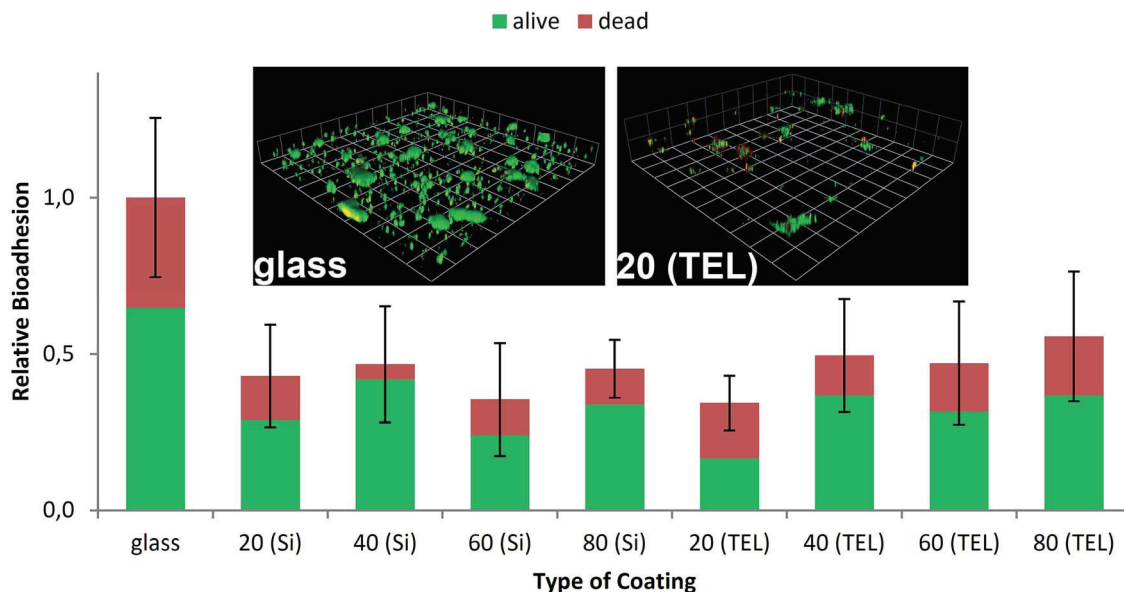 alive dead
glass
20 (TEL)
Relative Bioadhesion
1,0
0,5
0,0
glass 20 (Si) 40 (Si) 60 (Si) 80 (Si) 20 (TEL) 40 (TEL) 60 (TEL) 80 (TEL)
Type of Coating